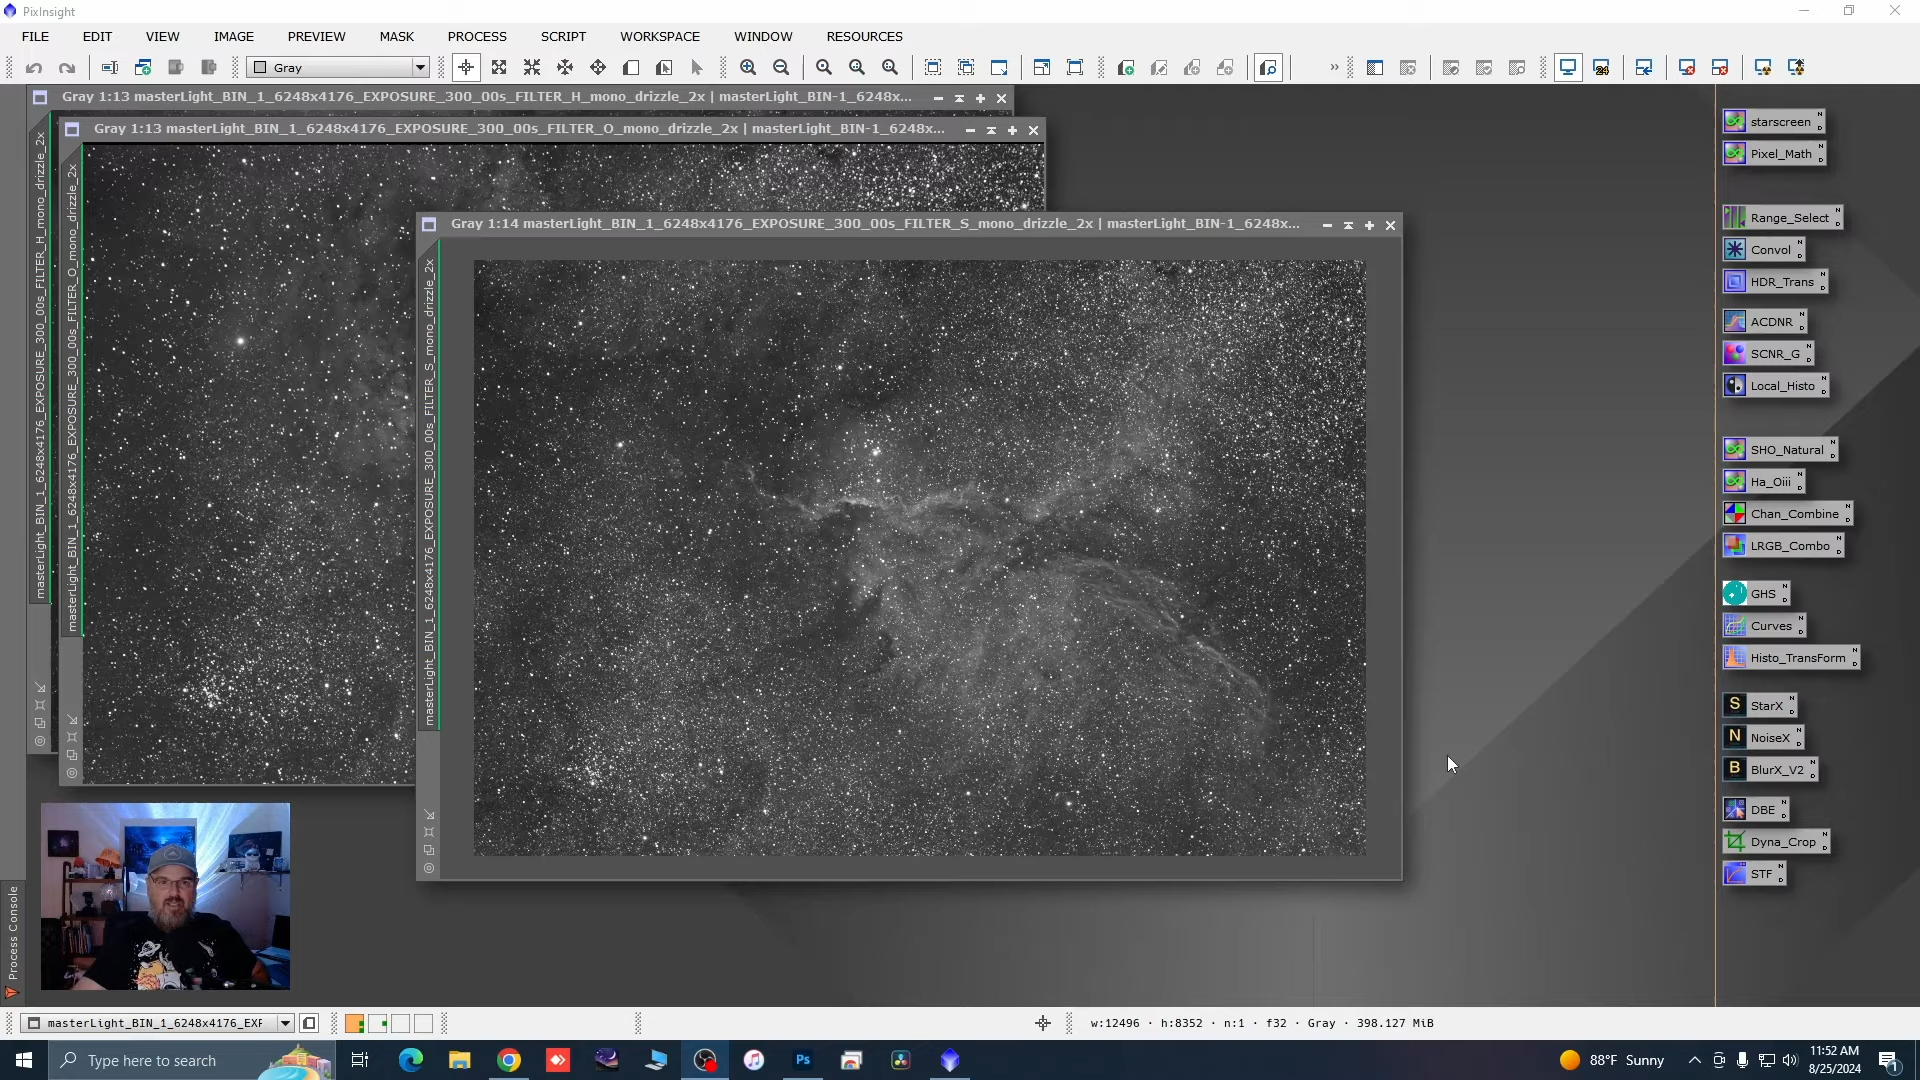 PixInsight
FILE EDIT VIEW IMAGE PREVIEW MASK PROCESS SCRIPT WORKSPACE WINDOW RESOURCES
Gray
24
Gray 1:13 masterLight_BIN_1_6248x4176_EXPOSURE_300_00s_FILTER_H_mono_drizzle_2x | masterLight_BIN-1_6248x...
Gray 1:13 masterLight_BIN_1_6248x4176_EXPOSURE_300_00s_FILTER_O_mono_drizzle_2x | masterLight_BIN-1_6248x...
Gray 1:14 masterLight_BIN_1_6248x4176_EXPOSURE_300_00s_FILTER_S_mono_drizzle_2x | masterLight_BIN-1_6248x...
masterLight_BIN_1_6248x4176_EXPOSURE_300_00s_FILTER_H_mono_drizzle_2x
masterLight_BIN_1_6248x4176_EXPOSURE_300_00s_FILTER_O_mono_drizzle_2x
masterLight_BIN_1_6248x4176_EXPOSURE_300_00s_FILTER_S_mono_drizzle_2x
starscreen
Pixel_Math
Range_Select
Convol
HDR_Trans
ACDNR
SCNR_G
Local_Histo
SHO_Natural
Ha_Oiii
Chan_Combine
LRGB_Combo
GHS
Curves
Histo_TransForm
S StarX
N NoiseX
B BlurX_V2
DBE
Dyna_Crop
STF
Process Console
masterLight_BIN_1_6248x4176_EXF
w:12496 · h:8352 · n:1 · f32 · Gray · 398.127 MiB
Type here to search
Ps
88°F Sunny
11:52 AM
8/25/2024
1